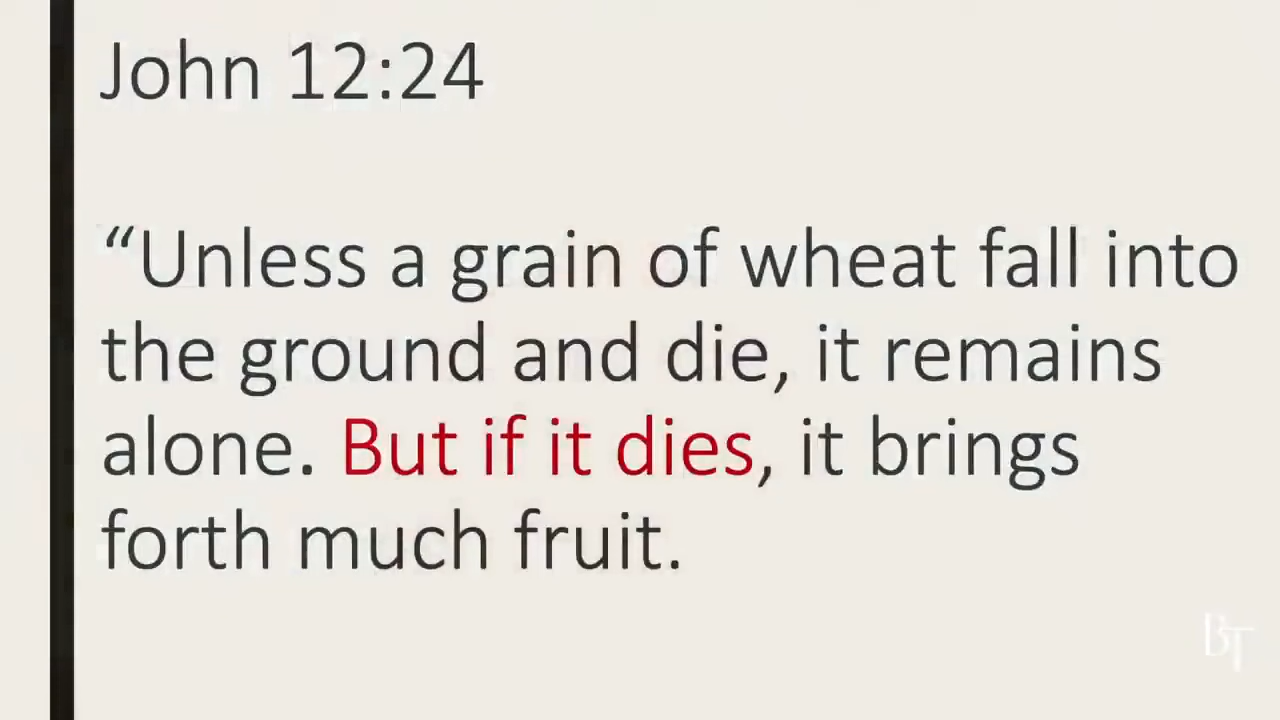 John 12:24
“Unless a grain of wheat fall into
the ground and die, it remains
alone. But if it dies, it brings
forth much fruit.
BT